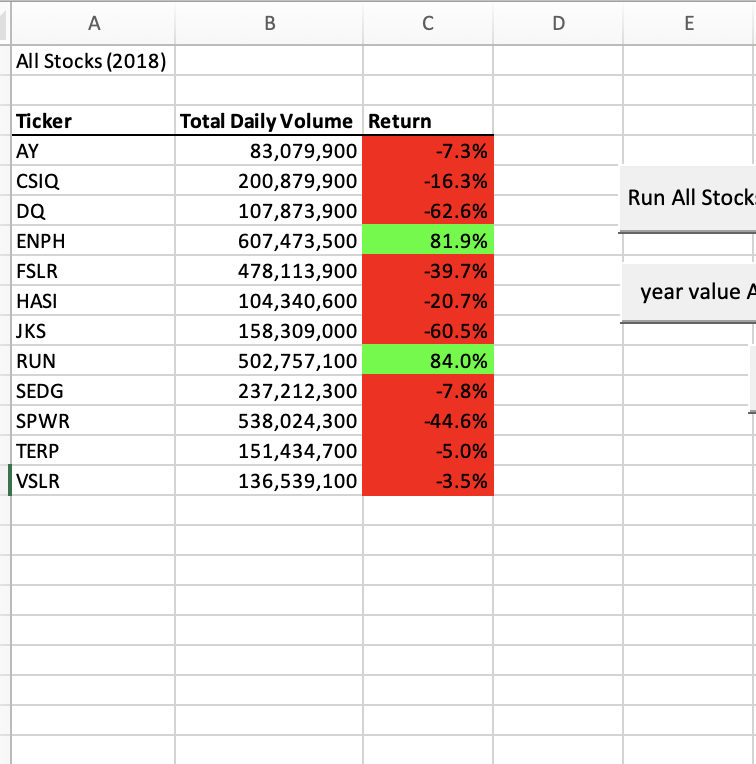 A B C D E
All Stocks (2018)
Ticker Total Daily Volume Return
AY 83,079,900 -7.3%
CSIQ 200,879,900 -16.3%
DQ 107,873,900 -62.6%
Run All Stock
ENPH 607,473,500 81.9%
FSLR 478,113,900 -39.7%
year value A
HASI 104,340,600 -20.7%
JKS 158,309,000 -60.5%
RUN 502,757,100 84.0%
SEDG 237,212,300 -7.8%
SPWR 538,024,300 -44.6%
TERP 151,434,700 -5.0%
VSLR 136,539,100 -3.5%